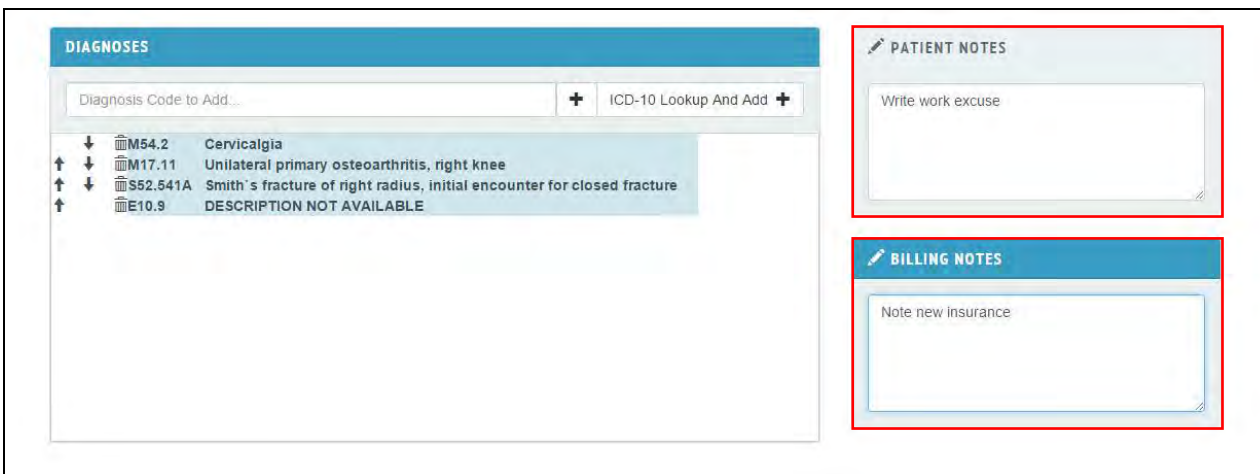 DIAGNOSES
Diagnosis Code to Add...
ICD-10 Lookup And Add
M54.2 Cervicalgia
M17.11 Unilateral primary osteoarthritis, right knee
S52.541A Smith`s fracture of right radius, initial encounter for closed fracture
E10.9 DESCRIPTION NOT AVAILABLE
PATIENT NOTES
Write work excuse
BILLING NOTES
Note new insurance